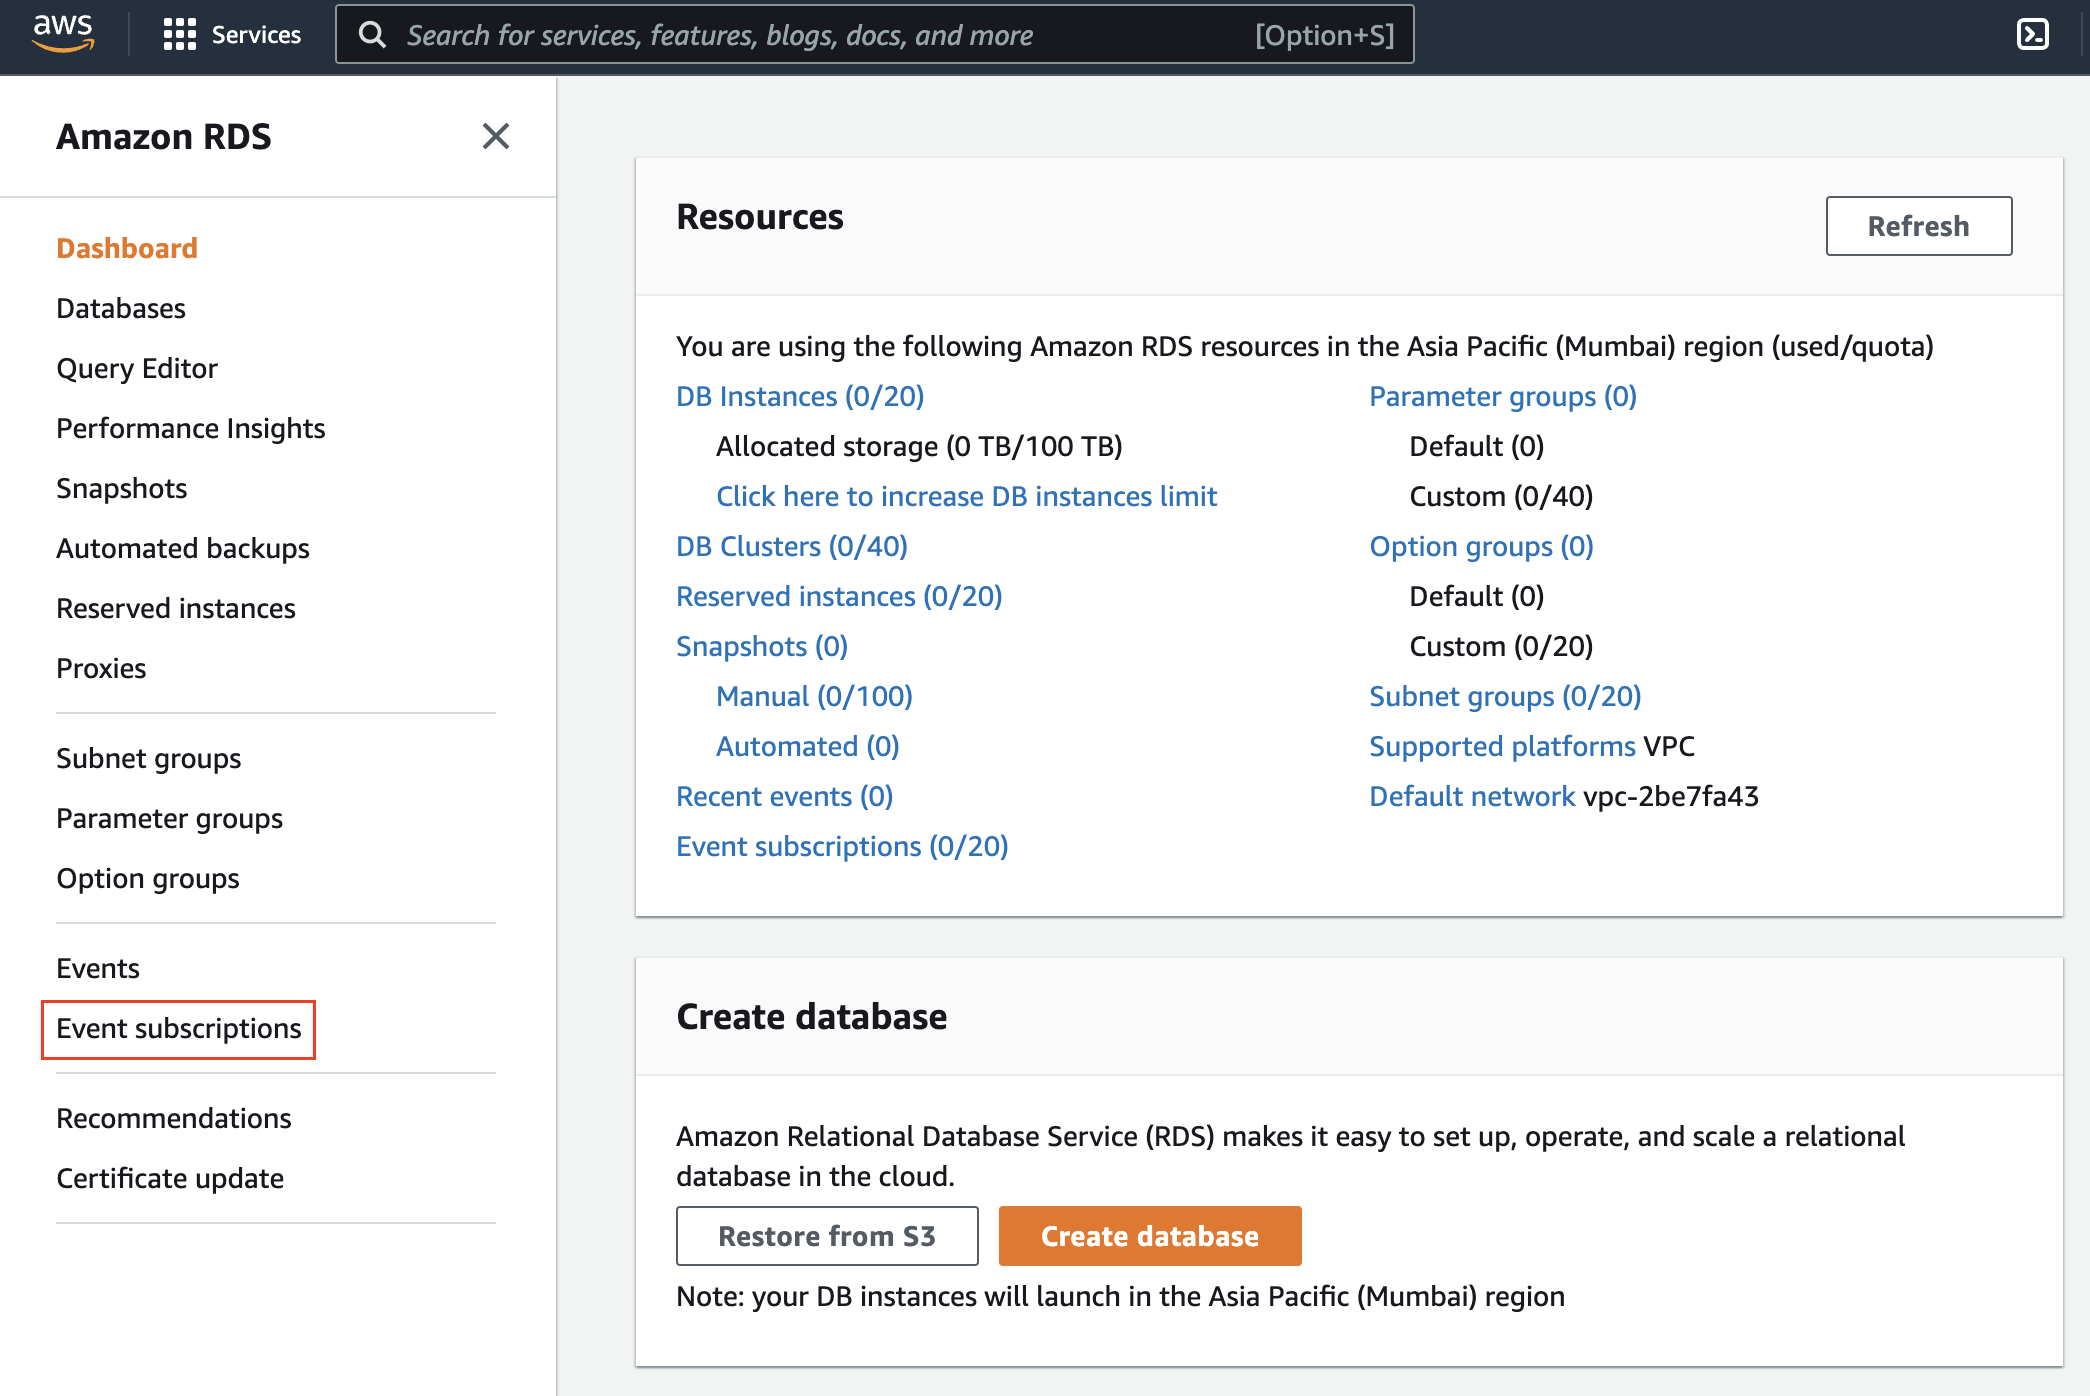 aws
Services
Search for services, features, blogs, docs, and more
[Option+S]
Amazon RDS
Dashboard
Databases
Query Editor
Performance Insights
Snapshots
Automated backups
Reserved instances
Proxies
Subnet groups
Parameter groups
Option groups
Events
Event subscriptions
Recommendations
Certificate update
Resources
Refresh
You are using the following Amazon RDS resources in the Asia Pacific (Mumbai) region (used/quota)
DB Instances (0/20)
Allocated storage (0 TB/100 TB)
Click here to increase DB instances limit
DB Clusters (0/40)
Reserved instances (0/20)
Snapshots (0)
Manual (0/100)
Automated (0)
Recent events (0)
Event subscriptions (0/20)
Parameter groups (0)
Default (0)
Custom (0/40)
Option groups (0)
Default (0)
Custom (0/20)
Subnet groups (0/20)
Supported platforms VPC
Default network vpc-2be7fa43
Create database
Amazon Relational Database Service (RDS) makes it easy to set up, operate, and scale a relational
database in the cloud.
Restore from S3
Create database
Note: your DB instances will launch in the Asia Pacific (Mumbai) region